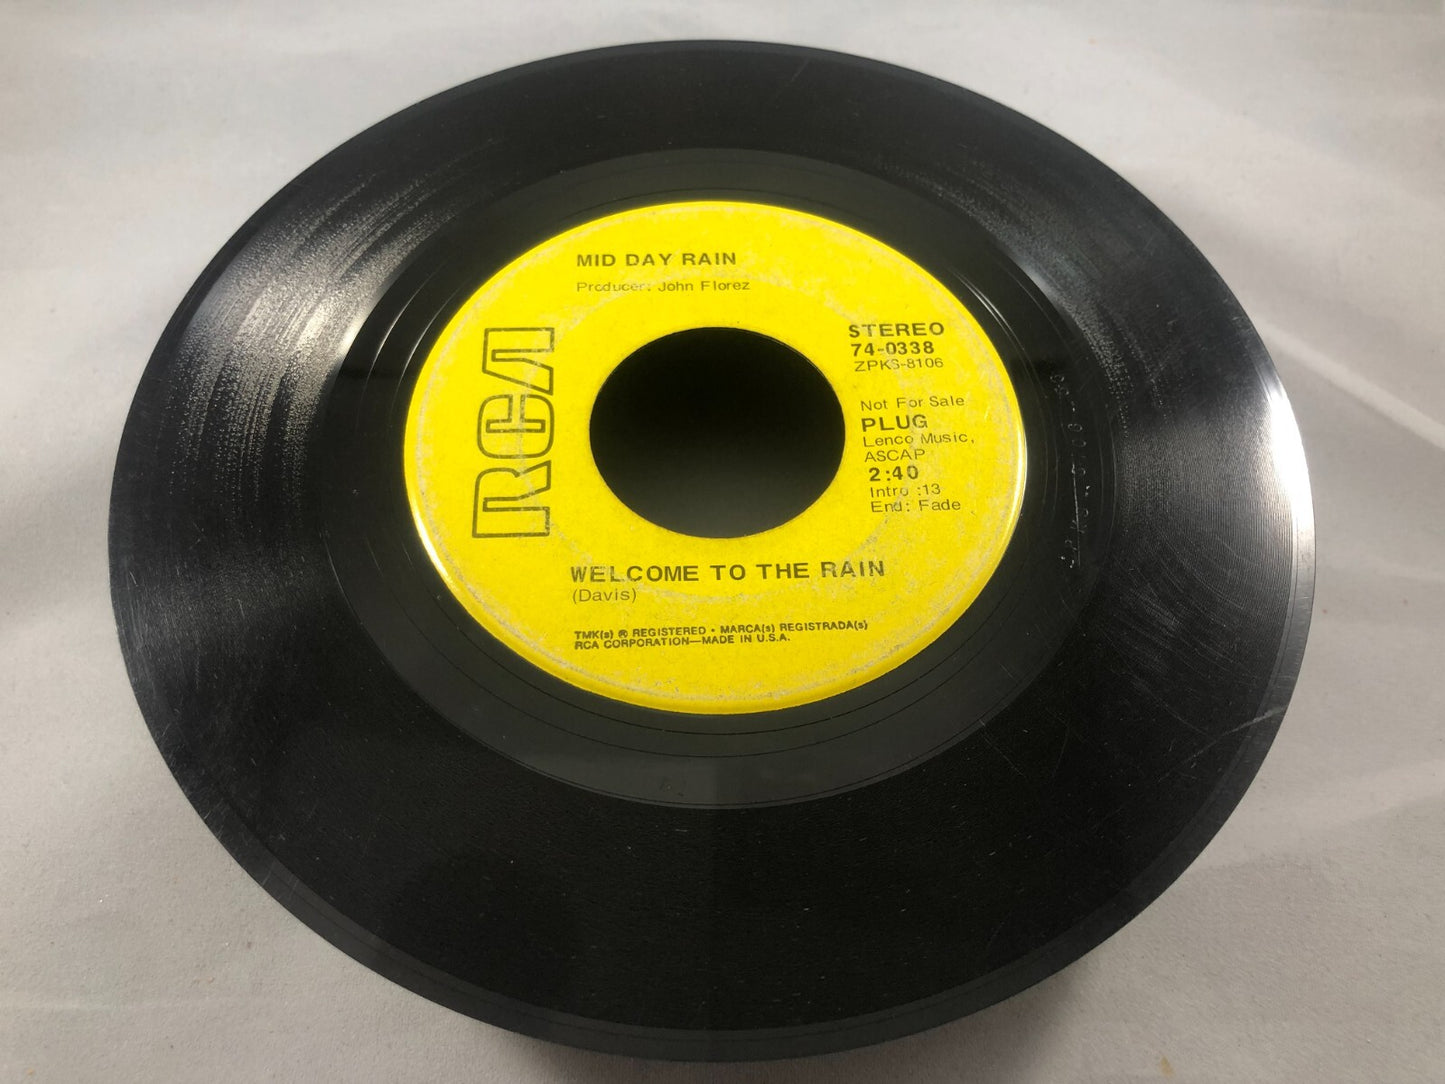 MID DAY RAIN
Producer: John Florez
RCA
STEREO
74-0338
ZPKS-8106
Not For Sale
PLUG
Lenco Music,
ASCAP
2:40
Intro :13
End: Fade
WELCOME TO THE RAIN
(Davis)
TMK(s) ® REGISTERED • MARCA(s) REGISTRADA(s)
RCA CORPORATION—MADE IN U.S.A.